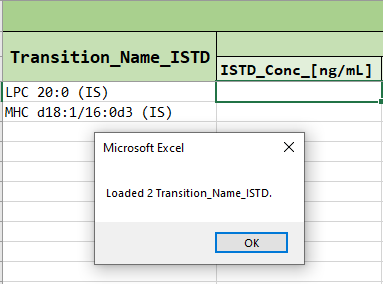 Transition_Name_ISTD
ISTD_Conc_[ng/mL]
LPC 20:0 (IS)
MHC d18:1/16:0d3 (IS)
Microsoft Excel
Loaded 2 Transition_Name_ISTD.
OK